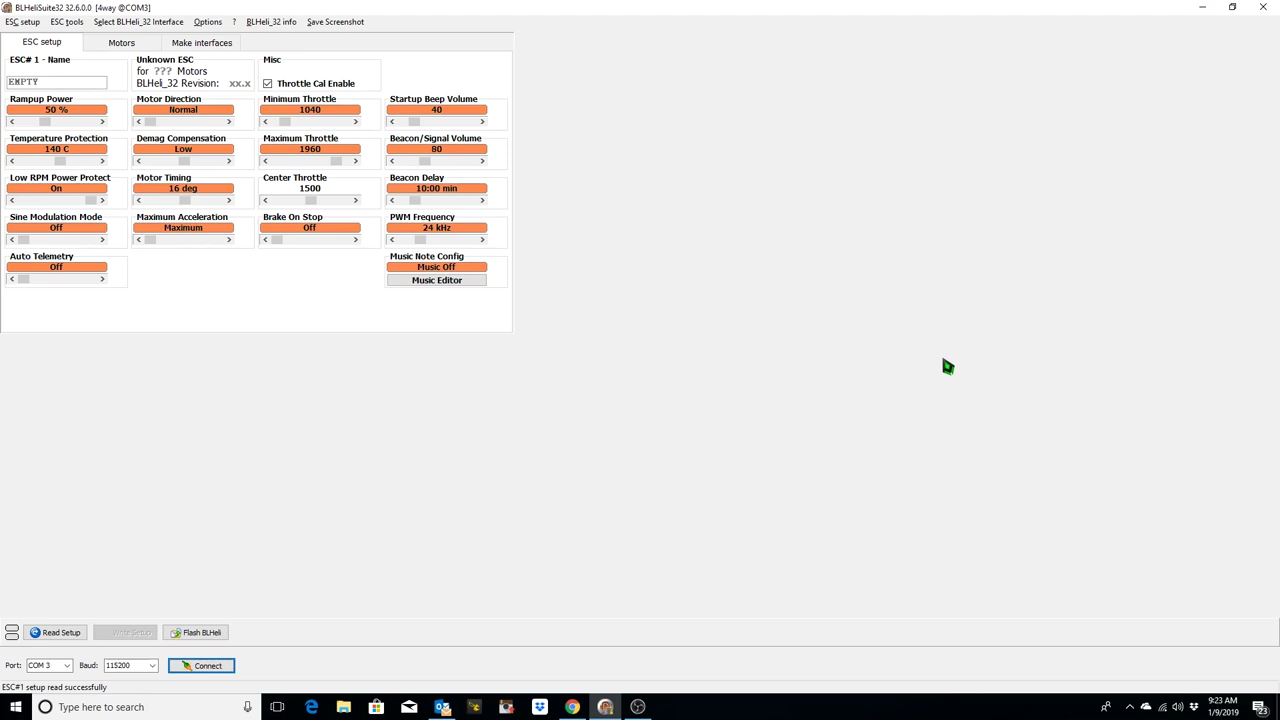 BLHeliSuite32 32.6.0.0 [4way @COM3]
ESC setup ESC tools Select BLHeli_32 Interface Options ? BLHeli_32 info Save Screenshot
ESC setup Motors Make interfaces
ESC# 1 - Name Unknown ESC Misc
for ??? Motors
EMPTY BLHeli_32 Revision: xx.x Throttle Cal Enable
Rampup Power Motor Direction Minimum Throttle Startup Beep Volume
50 % Normal 1040 40
Temperature Protection Demag Compensation Maximum Throttle Beacon/Signal Volume
140 C Low 1960 80
Low RPM Power Protect Motor Timing Center Throttle Beacon Delay
On 16 deg 1500 10:00 min
Sine Modulation Mode Maximum Acceleration Brake On Stop PWM Frequency
Off Maximum Off 24 kHz
Auto Telemetry Music Note Config
Off Music Off
Music Editor
Read Setup Write Setup Flash BLHeli
Port: COM 3 Baud: 115200 Connect
ESC#1 setup read successfully
Type here to search
9:23 AM
1/9/2019
23